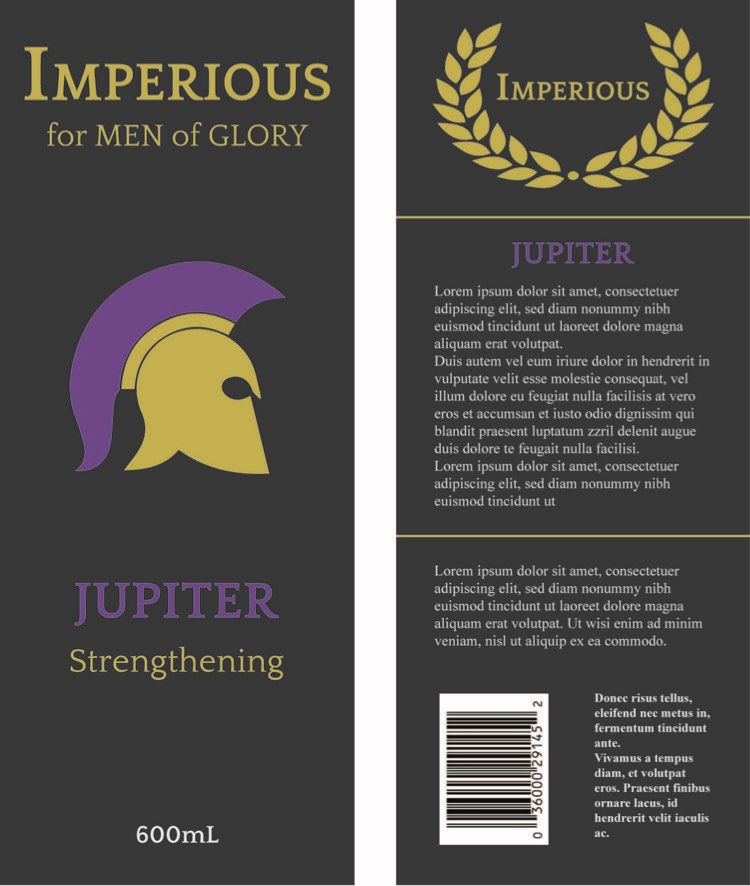 Imperious
for MEN of GLORY
JUPITER
Strengthening
600mL
Imperious
JUPITER
Lorem ipsum dolor sit amet, consectetuer
adipiscing elit, sed diam nonummy nibh
euismod tincidunt ut laoreet dolore magna
aliquam erat volutpat.
Duis autem vel eum iriure dolor in hendrerit in
vulputate velit esse molestie consequat, vel
illum dolore eu feugiat nulla facilisis at vero
eros et accumsan et iusto odio dignissim qui
blandit praesent luptatum zzril delenit augue
duis dolore te feugait nulla facilisi.
Lorem ipsum dolor sit amet, consectetuer
adipiscing elit, sed diam nonummy nibh
euismod tincidunt ut
Lorem ipsum dolor sit amet, consectetuer
adipiscing elit, sed diam nonummy nibh
euismod tincidunt ut laoreet dolore magna
aliquam erat volutpat. Ut wisi enim ad minim
veniam, nisl ut aliquip ex ea commodo.
0 36000 29145 2
Donec risus tellus,
eleifend nec metus in,
fermentum tincidunt
ante.
Vivamus a tempus
diam, et volutpat
eros. Praesent finibus
ornare lacus, id
hendrerit velit iaculis
ac.